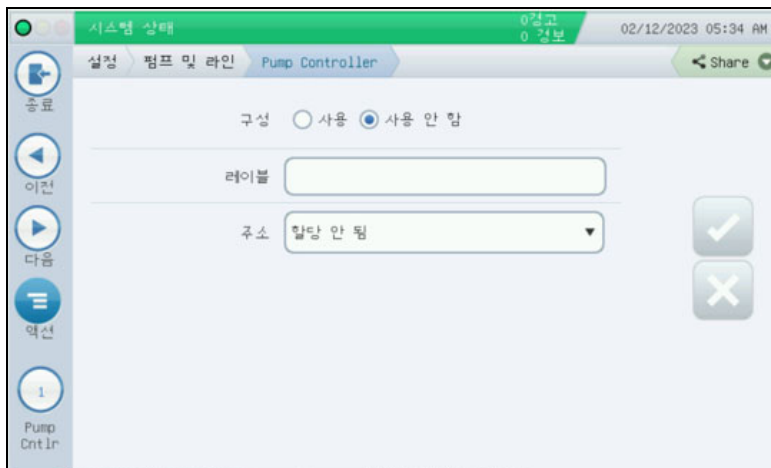 시스템 상태
0경고
0 경보
02/12/2023 05:34 AM
설정
펌프 및 라인
Pump Controller
Share
종료
구성 사용 사용 안 함
이전
레이블
주소 할당 안 됨
다음
액션
1
Pump
Cntlr